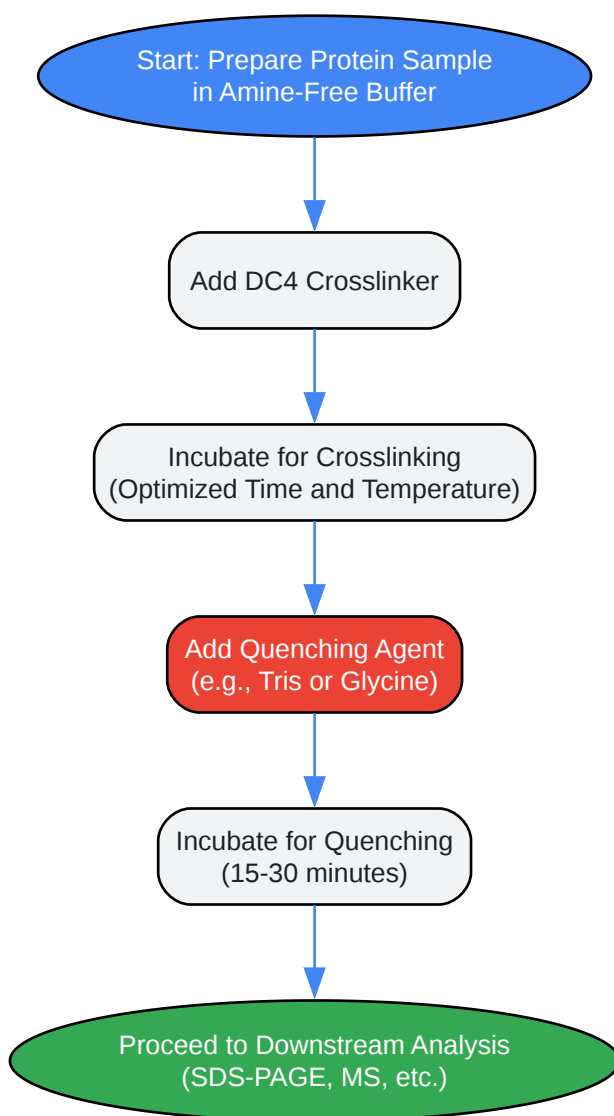 Start: Prepare Protein Sample
in Amine-Free Buffer
Add DC4 Crosslinker
Incubate for Crosslinking
(Optimized Time and Temperature)
Add Quenching Agent
(e.g., Tris or Glycine)
Incubate for Quenching
(15-30 minutes)
Proceed to Downstream Analysis
(SDS-PAGE, MS, etc.)